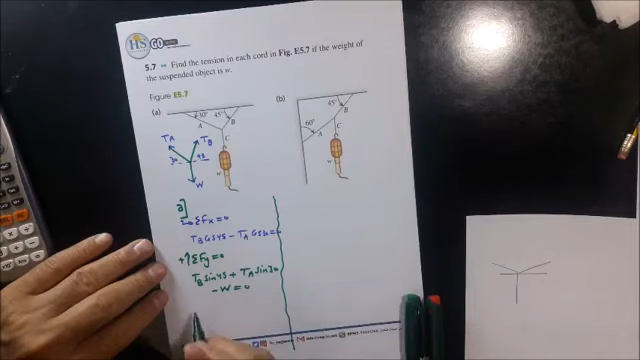 HS GO
5.7 •• Find the tension in each cord in Fig. E5.7 if the weight of
the suspended object is w.
Figure E5.7
(a)
30° 45°
A B
C
w
(b)
45°
B
60°
C
A
w
TA TB
30 45
W
a]
ΣFx = 0
TB Cos45 - TA Cos30 = 0
+↑ΣFy = 0
TB Sin45 + TA Sin30
- W = 0